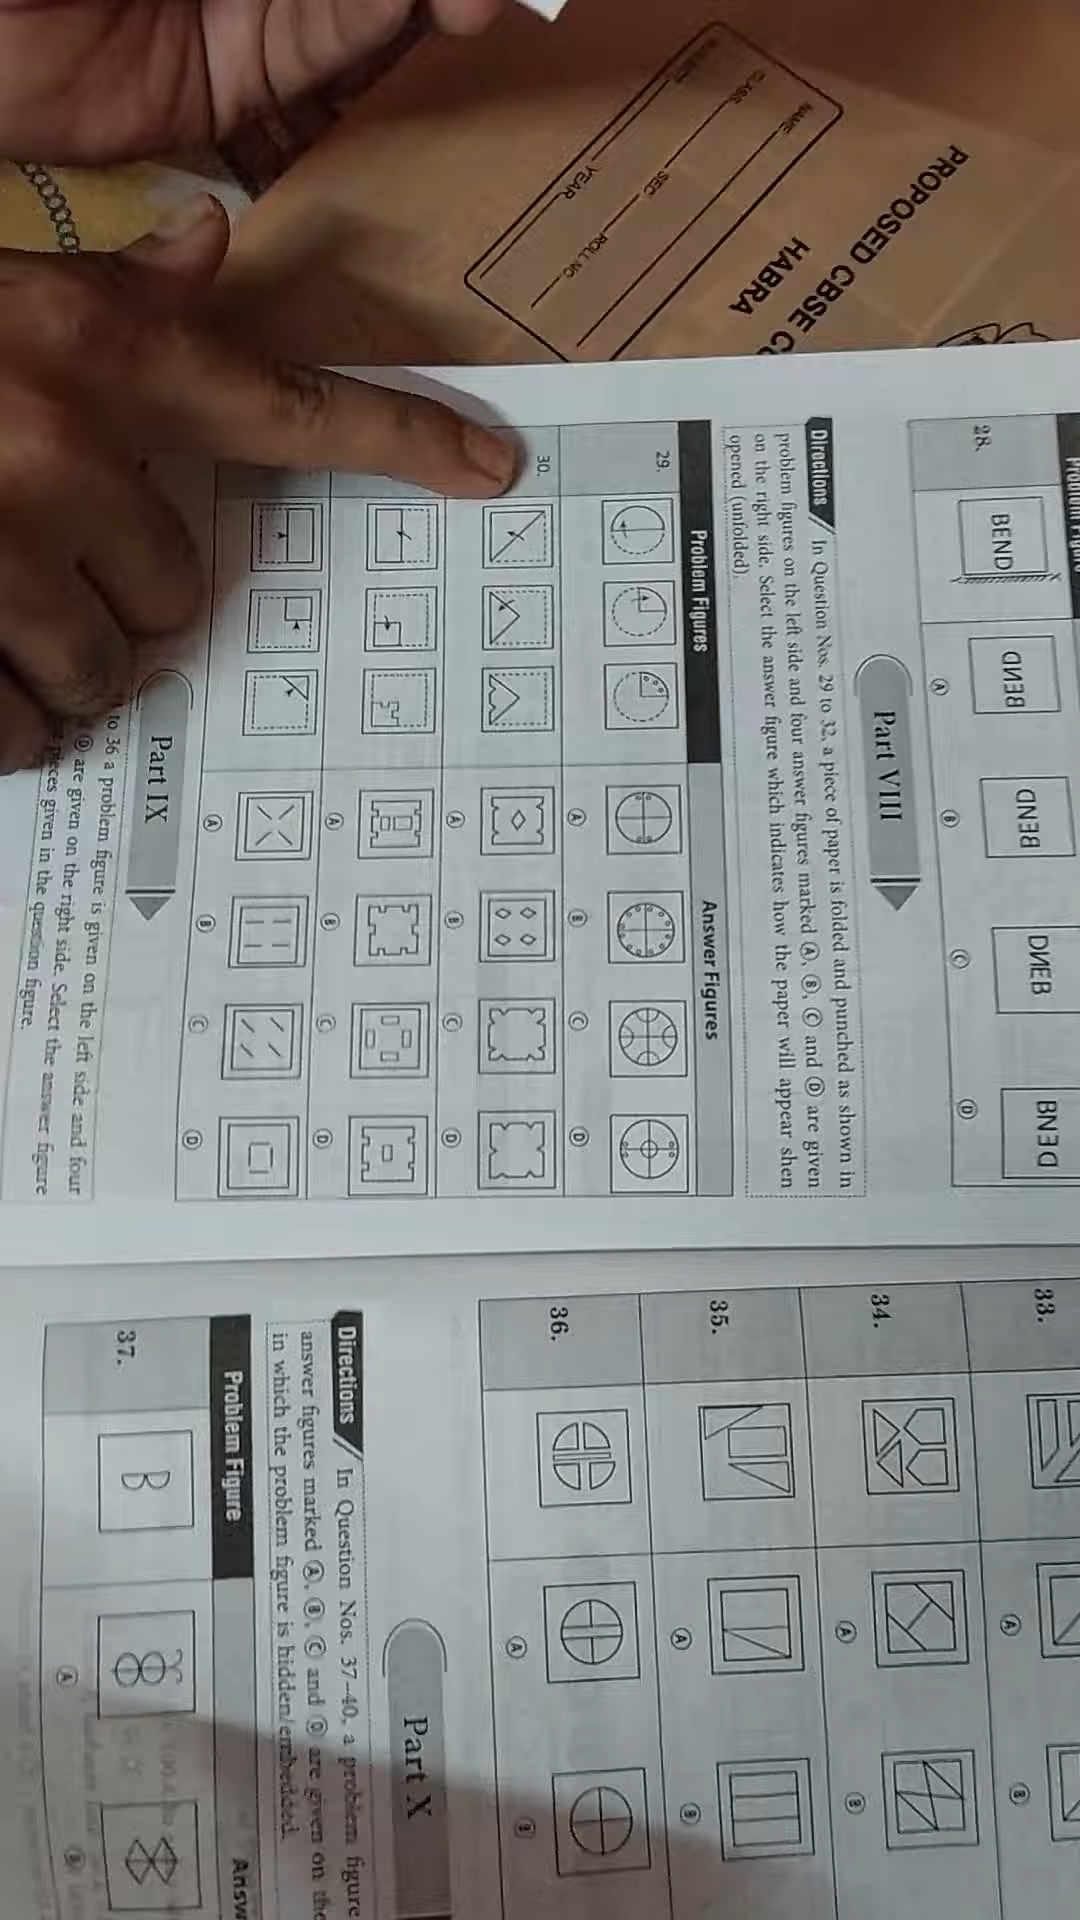 PROPOSED CBSE
HABRA
NAME
CLASS
SEC
YEAR
ROLL NO
28.
BEND
Ⓐ Ⓑ Ⓒ Ⓓ
Part VIII
Directions In Question Nos. 29 to 32, a piece of paper is folded and punched as shown in
problem figures on the left side and four answer figures marked Ⓐ, Ⓑ, Ⓒ and Ⓓ are given
on the right side. Select the answer figure which indicates how the paper will appear shen
opened (unfolded).
Problem Figures Answer Figures
29.
Ⓐ Ⓑ Ⓒ Ⓓ
30.
Ⓐ Ⓑ Ⓒ Ⓓ
Ⓐ Ⓑ Ⓒ Ⓓ
Ⓐ Ⓑ Ⓒ Ⓓ
Part IX
to 36 a problem figure is given on the left side and four
Ⓓ are given on the right side. Select the answer figure
pieces given in the question figure.
33.
Ⓐ Ⓑ
34.
Ⓐ Ⓑ
35.
Ⓐ Ⓑ
36.
Ⓐ Ⓑ
Part X
Directions In Question Nos. 37-40, a problem figure
answer figures marked Ⓐ, Ⓑ, Ⓒ and Ⓓ are given on the
in which the problem figure is hidden/embedded.
Problem Figure Answ
37.
B
Ⓐ Ⓑ